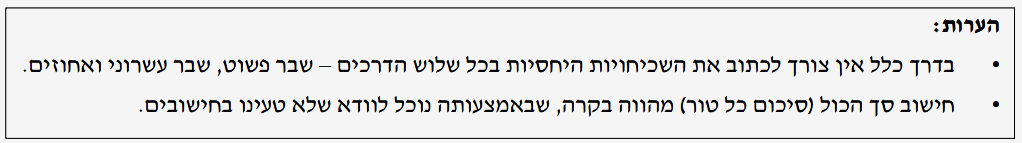 הערות:
• בדרך כלל אין צורך לכתוב את השכיחויות היחסיות בכל שלוש הדרכים – שבר פשוט, שבר עשרוני ואחוזים.
• חישוב סך הכול (סיכום כל טור) מהווה בקרה, שבאמצעותה נוכל לוודא שלא טעינו בחישובים.